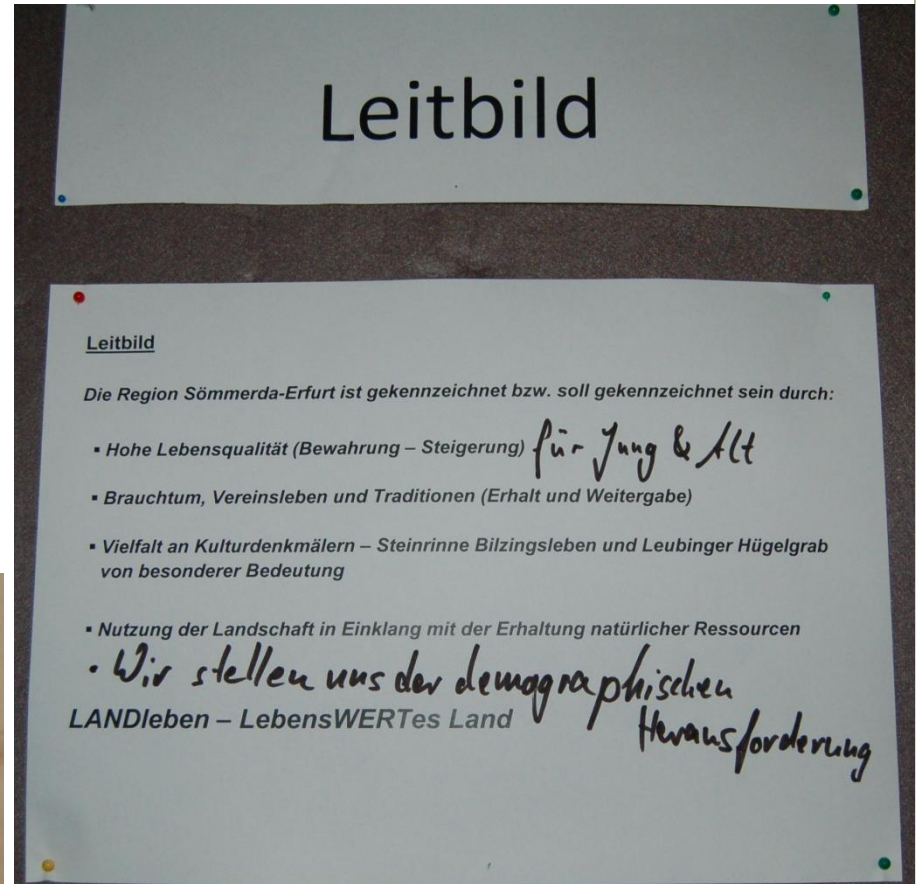 Leitbild
Leitbild
Die Region Sömmerda-Erfurt ist gekennzeichnet bzw. soll gekennzeichnet sein durch:
▪ Hohe Lebensqualität (Bewahrung – Steigerung) für Jung & Alt
▪ Brauchtum, Vereinsleben und Traditionen (Erhalt und Weitergabe)
▪ Vielfalt an Kulturdenkmälern – Steinrinne Bilzingsleben und Leubinger Hügelgrab
von besonderer Bedeutung
▪ Nutzung der Landschaft in Einklang mit der Erhaltung natürlicher Ressourcen
• Wir stellen uns der demographischen
Herausforderung
LANDleben – LebensWERTes Land